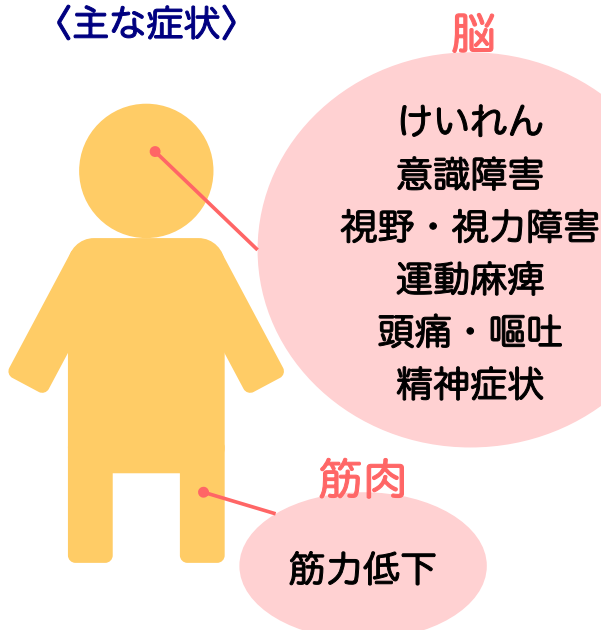 〈主な症状〉
脳
けいれん
意識障害
視野・視力障害
運動麻痺
頭痛・嘔吐
精神症状
筋肉
筋力低下